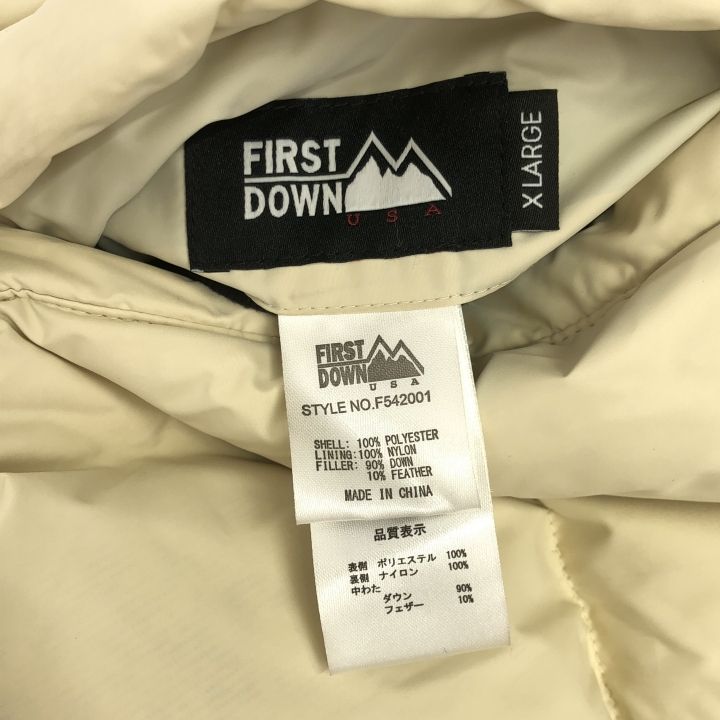 FIRST
DOWN
USA
X LARGE
FIRST
DOWN
USA
STYLE NO.F542001
SHELL: 100% POLYESTER
LINING:100% NYLON
FILLER: 90% DOWN
10% FEATHER
MADE IN CHINA
品質表示
表側 ポリエステル 100%
裏側 ナイロン 100%
中わた
ダウン 90%
フェザー 10%